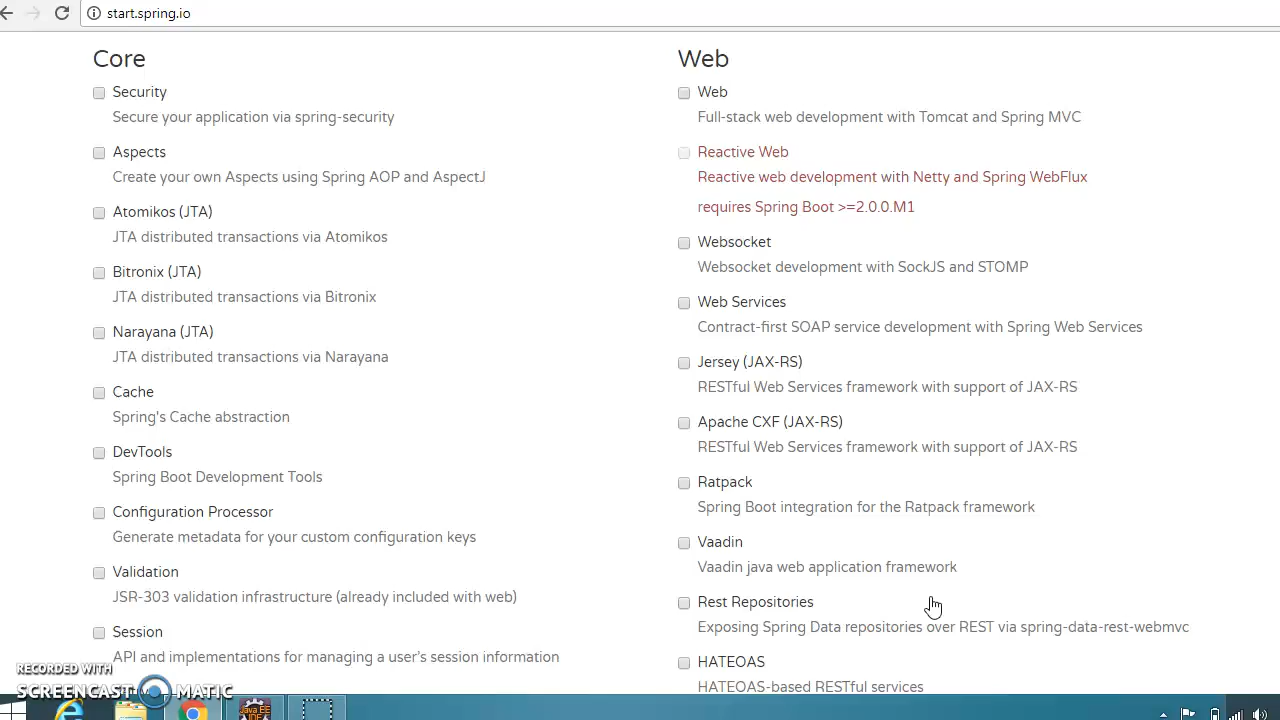 start.spring.io
Core
Security
Secure your application via spring-security
Aspects
Create your own Aspects using Spring AOP and AspectJ
Atomikos (JTA)
JTA distributed transactions via Atomikos
Bitronix (JTA)
JTA distributed transactions via Bitronix
Narayana (JTA)
JTA distributed transactions via Narayana
Cache
Spring's Cache abstraction
DevTools
Spring Boot Development Tools
Configuration Processor
Generate metadata for your custom configuration keys
Validation
JSR-303 validation infrastructure (already included with web)
Session
API and implementations for managing a user's session information
Web
Web
Full-stack web development with Tomcat and Spring MVC
Reactive Web
Reactive web development with Netty and Spring WebFlux
requires Spring Boot >=2.0.0.M1
Websocket
Websocket development with SockJS and STOMP
Web Services
Contract-first SOAP service development with Spring Web Services
Jersey (JAX-RS)
RESTful Web Services framework with support of JAX-RS
Apache CXF (JAX-RS)
RESTful Web Services framework with support of JAX-RS
Ratpack
Spring Boot integration for the Ratpack framework
Vaadin
Vaadin java web application framework
Rest Repositories
Exposing Spring Data repositories over REST via spring-data-rest-webmvc
HATEOAS
HATEOAS-based RESTful services
RECORDED WITH
SCREENCAST MATIC
Java EE
IDE